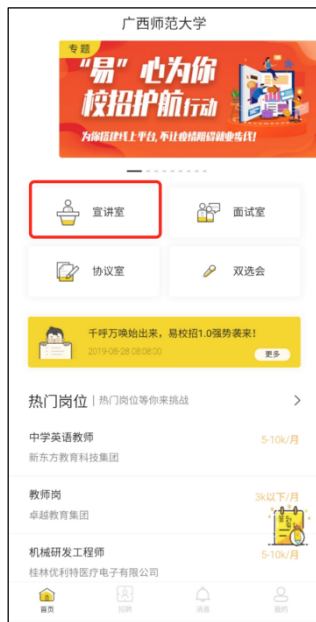 广西师范大学
专题
“易”心为你
校招护航行动
为你搭建线上平台,不让疫情阻碍就业步伐!
宣讲室
面试室
协议室
双选会
千呼万唤始出来，易校招1.0强势袭来!
2019-08-28 08:08:00
更多
热门岗位 | 热门岗位等你来挑战
中学英语教师
5-10k/月
新东方教育科技集团
教师岗
3k以下/月
卓越教育集团
机械研发工程师
5-10k/月
桂林优利特医疗电子有限公司
首页
招聘
消息
我的